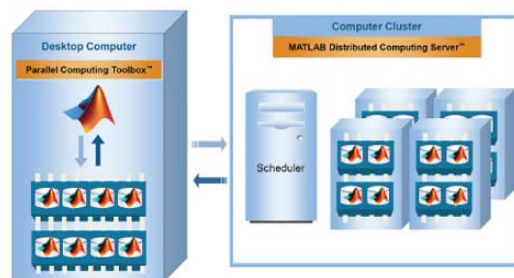 Desktop Computer
Parallel Computing Toolbox™
Computer Cluster
MATLAB Distributed Computing Server™
Scheduler